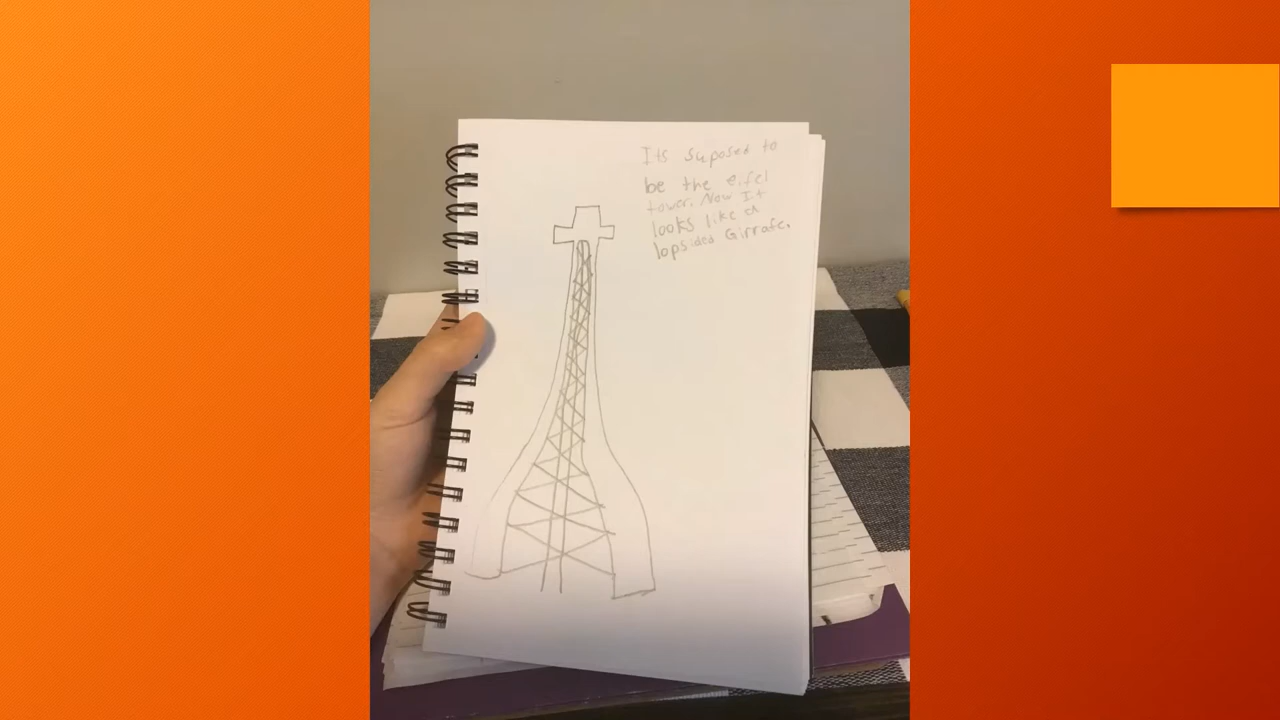 Its suposed to
be the eifel
tower. Now It
looks like a
lopsided Girrafe.